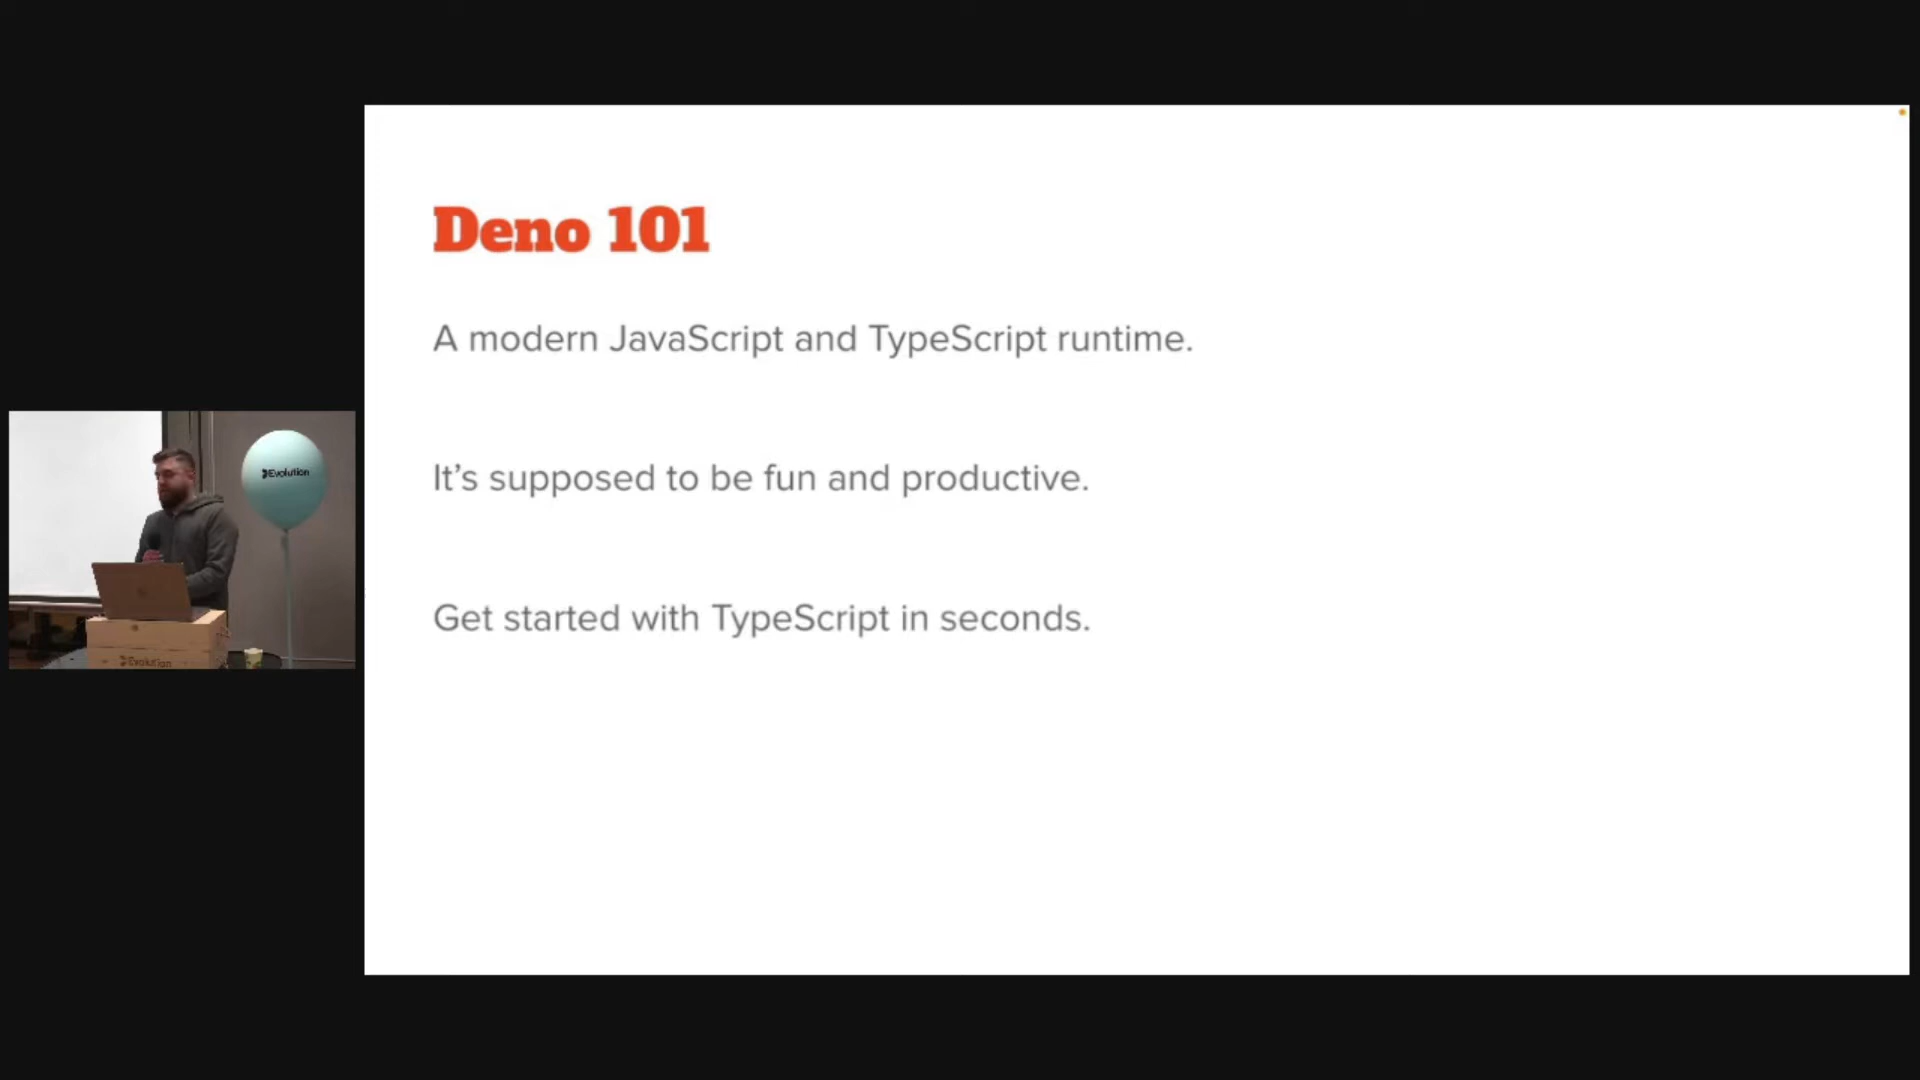 Deno 101
A modern JavaScript and TypeScript runtime.
It's supposed to be fun and productive.
Get started with TypeScript in seconds.
Evolution
Evolution